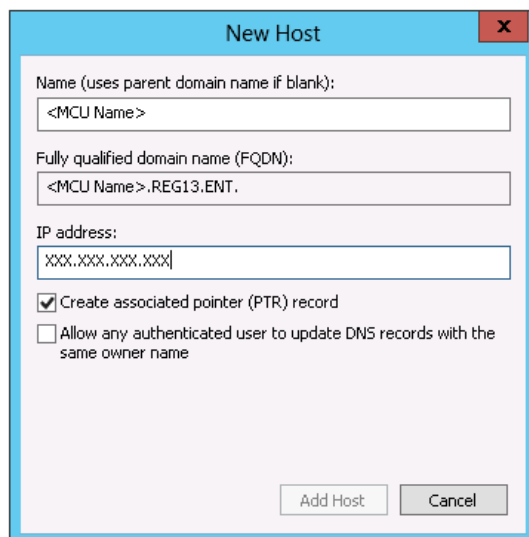 New Host
x
Name (uses parent domain name if blank):
<MCU Name>
Fully qualified domain name (FQDN):
<MCU Name>.REG13.ENT.
IP address:
XXX.XXX.XXX.XXX
Create associated pointer (PTR) record
Allow any authenticated user to update DNS records with the
same owner name
Add Host
Cancel